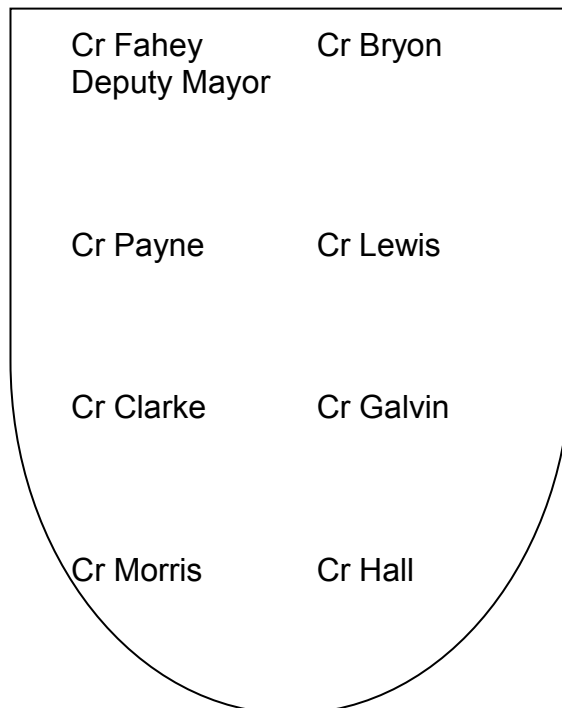 Cr Fahey
Deputy Mayor
Cr Bryon
Cr Payne
Cr Lewis
Cr Clarke
Cr Galvin
Cr Morris
Cr Hall